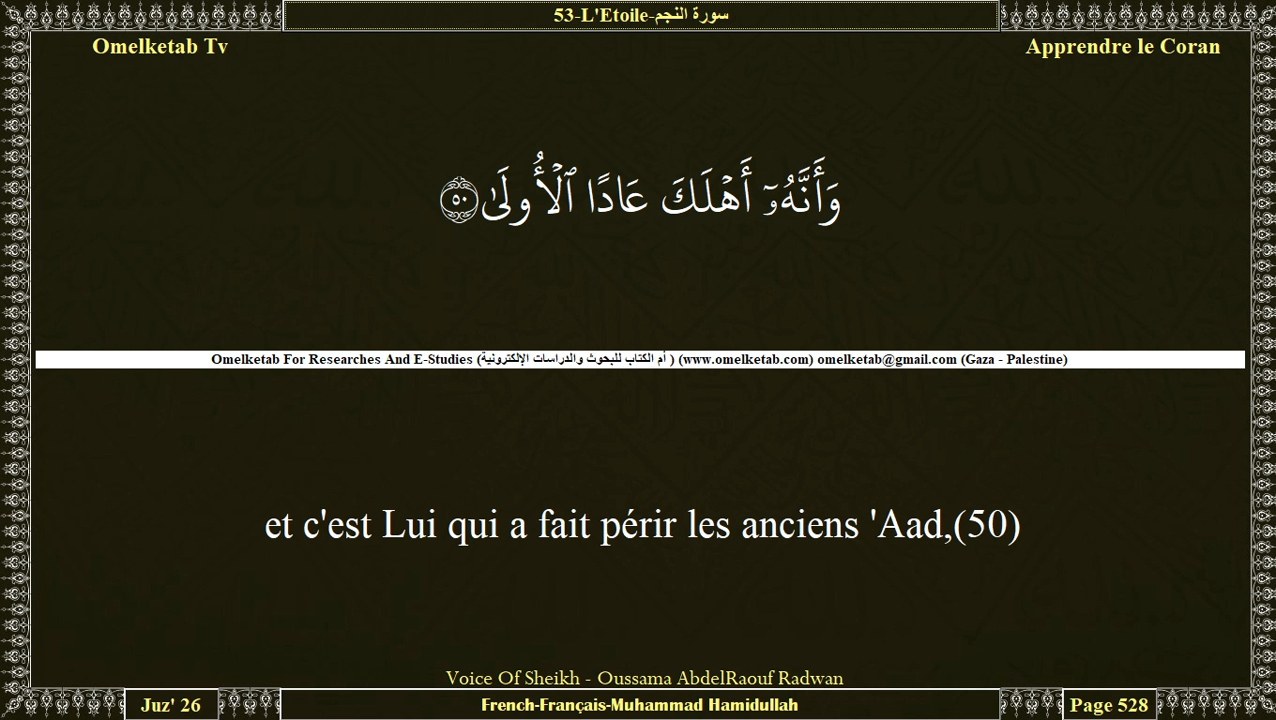 53-L'Etoile-سورة النجم
Omelketab Tv
Apprendre le Coran
وَأَنَّهُۥٓ أَهۡلَكَ عَادًا ٱلۡأُولَىٰ ٥٠
Omelketab For Researches And E-Studies (أم الكتاب للبحوث والدراسات الإلكترونية ) (www.omelketab.com) omelketab@gmail.com (Gaza - Palestine)
et c'est Lui qui a fait périr les anciens 'Aad,(50)
Voice Of Sheikh - Oussama AbdelRaouf Radwan
Juz' 26
French-Français-Muhammad Hamidullah
Page 528